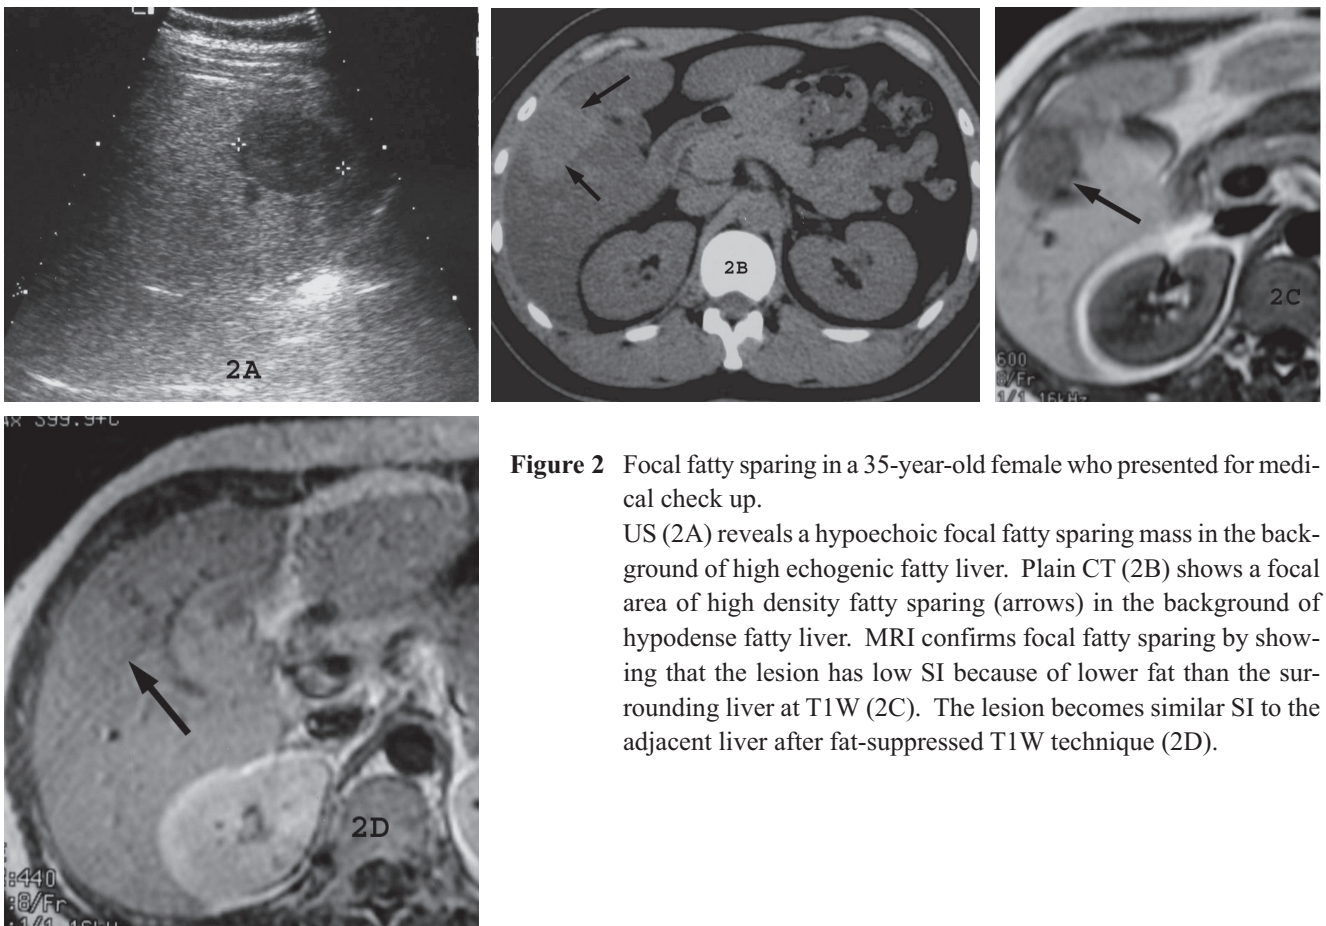 2A
2B
600
8/Fr
1/1 16kHz
2C
4x S99.9+C
2D
:440
:8/Fr
Figure 2 Focal fatty sparing in a 35-year-old female who presented for medi-
cal check up.
US (2A) reveals a hypoechoic focal fatty sparing mass in the back-
ground of high echogenic fatty liver. Plain CT (2B) shows a focal
area of high density fatty sparing (arrows) in the background of
hypodense fatty liver. MRI confirms focal fatty sparing by show-
ing that the lesion has low SI because of lower fat than the sur-
rounding liver at T1W (2C). The lesion becomes similar SI to the
adjacent liver after fat-suppressed T1W technique (2D).